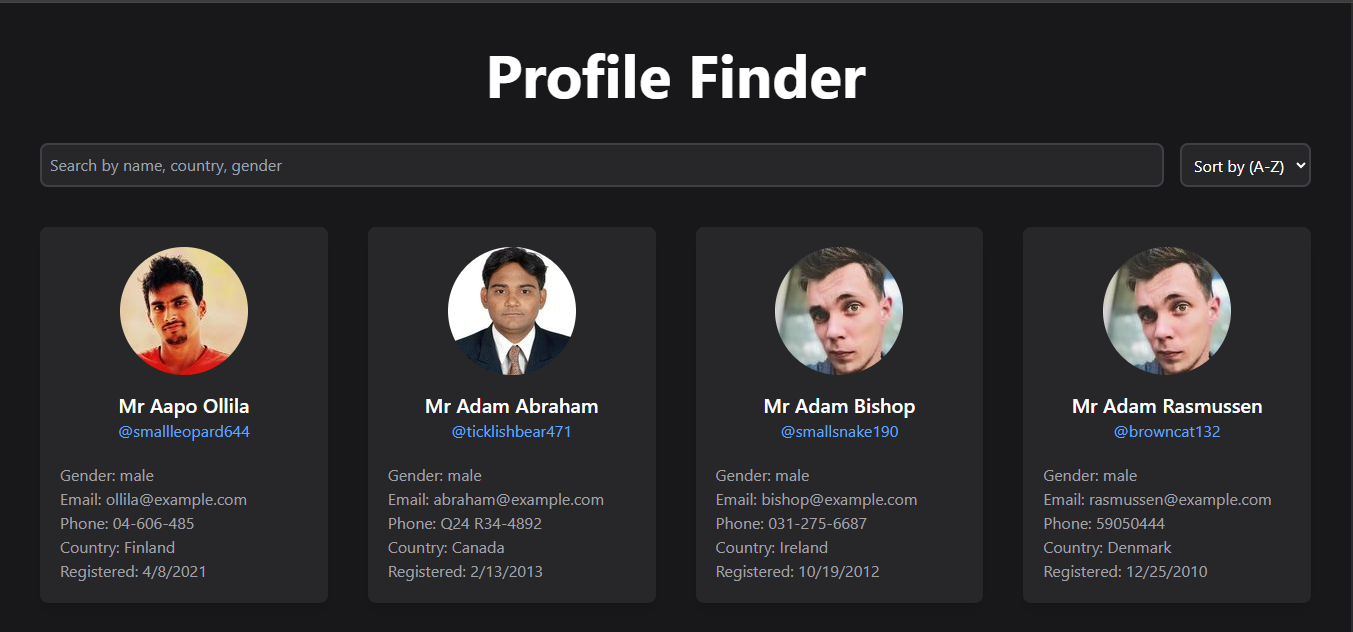 Profile Finder
Search by name, country, gender
Sort by (A-Z)
Mr Aapo Ollila
@smallleopard644
Gender: male
Email: ollila@example.com
Phone: 04-606-485
Country: Finland
Registered: 4/8/2021
Mr Adam Abraham
@ticklishbear471
Gender: male
Email: abraham@example.com
Phone: Q24 R34-4892
Country: Canada
Registered: 2/13/2013
Mr Adam Bishop
@smallsnake190
Gender: male
Email: bishop@example.com
Phone: 031-275-6687
Country: Ireland
Registered: 10/19/2012
Mr Adam Rasmussen
@browncat132
Gender: male
Email: rasmussen@example.com
Phone: 59050444
Country: Denmark
Registered: 12/25/2010